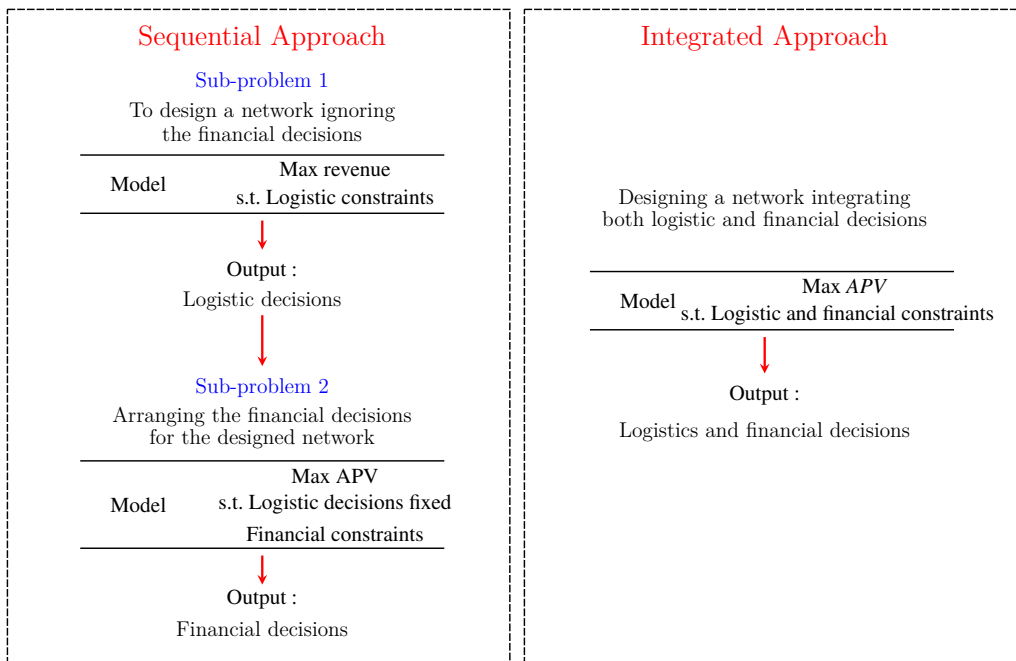 Sequential Approach
Sub-problem 1
To design a network ignoring
the financial decisions
Model
Max revenue
s.t. Logistic constraints
Output :
Logistic decisions
Sub-problem 2
Arranging the financial decisions
for the designed network
Model
Max APV
s.t. Logistic decisions fixed
Financial constraints
Output :
Financial decisions
Integrated Approach
Designing a network integrating
both logistic and financial decisions
Model
Max APV
s.t. Logistic and financial constraints
Output :
Logistics and financial decisions